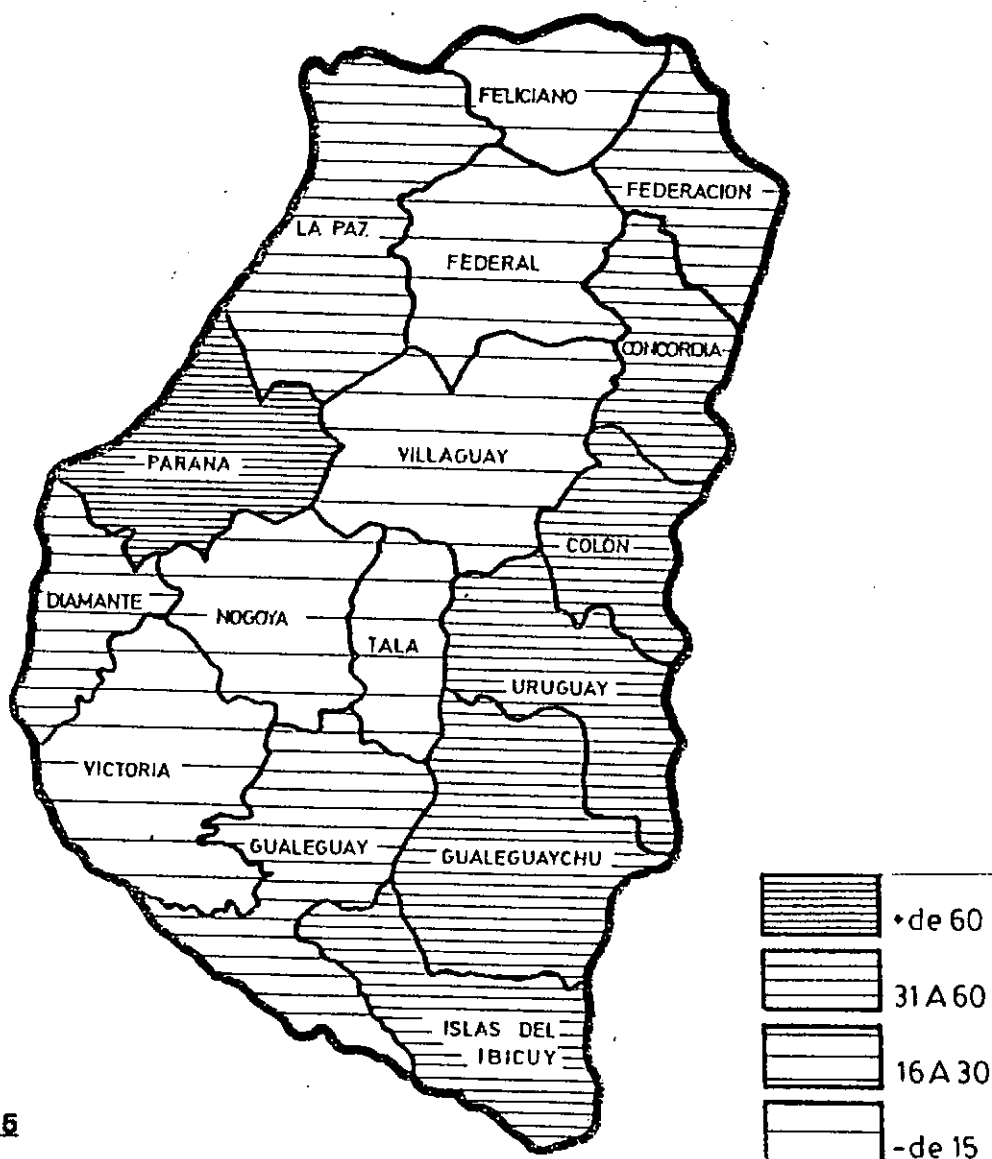 FELICIANO
FEDERACION
LA PAZ
FEDERAL
CONCORDIA
PARANA
VILLAGUAY
COLON
DIAMANTE
NOGOYA
TALA
URUGUAY
VICTORIA
GUALEGUAY
GUALEGUAYCHU
+de 60
31 A 60
ISLAS DEL
IBICUY
16 A 30
-de 15
5